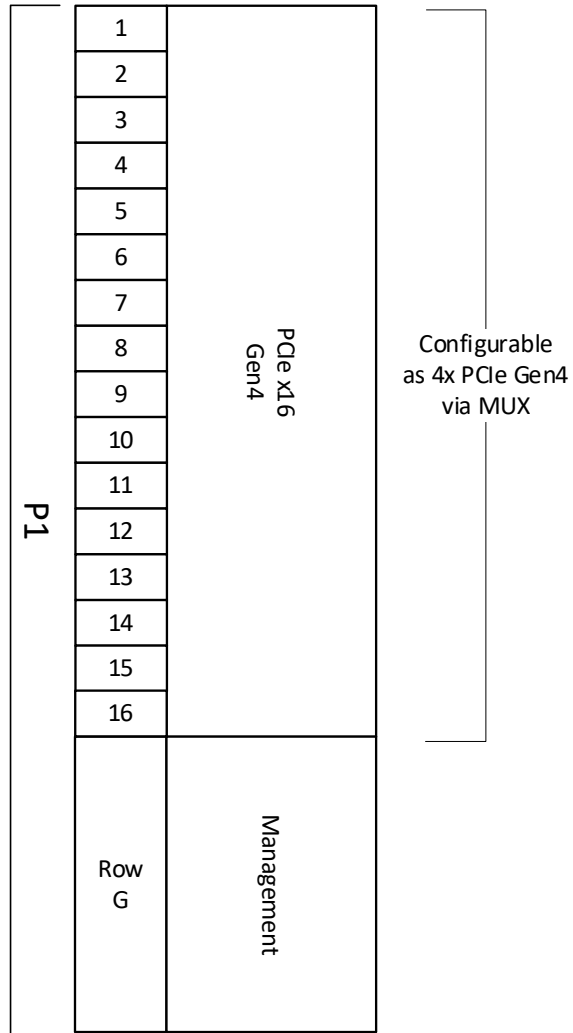 P1
1
2
3
4
5
6
7
8
9
10
11
12
13
14
15
16
PCIe x16
Gen4
Configurable
as 4x PCIe Gen4
via MUX
Row
G
Management